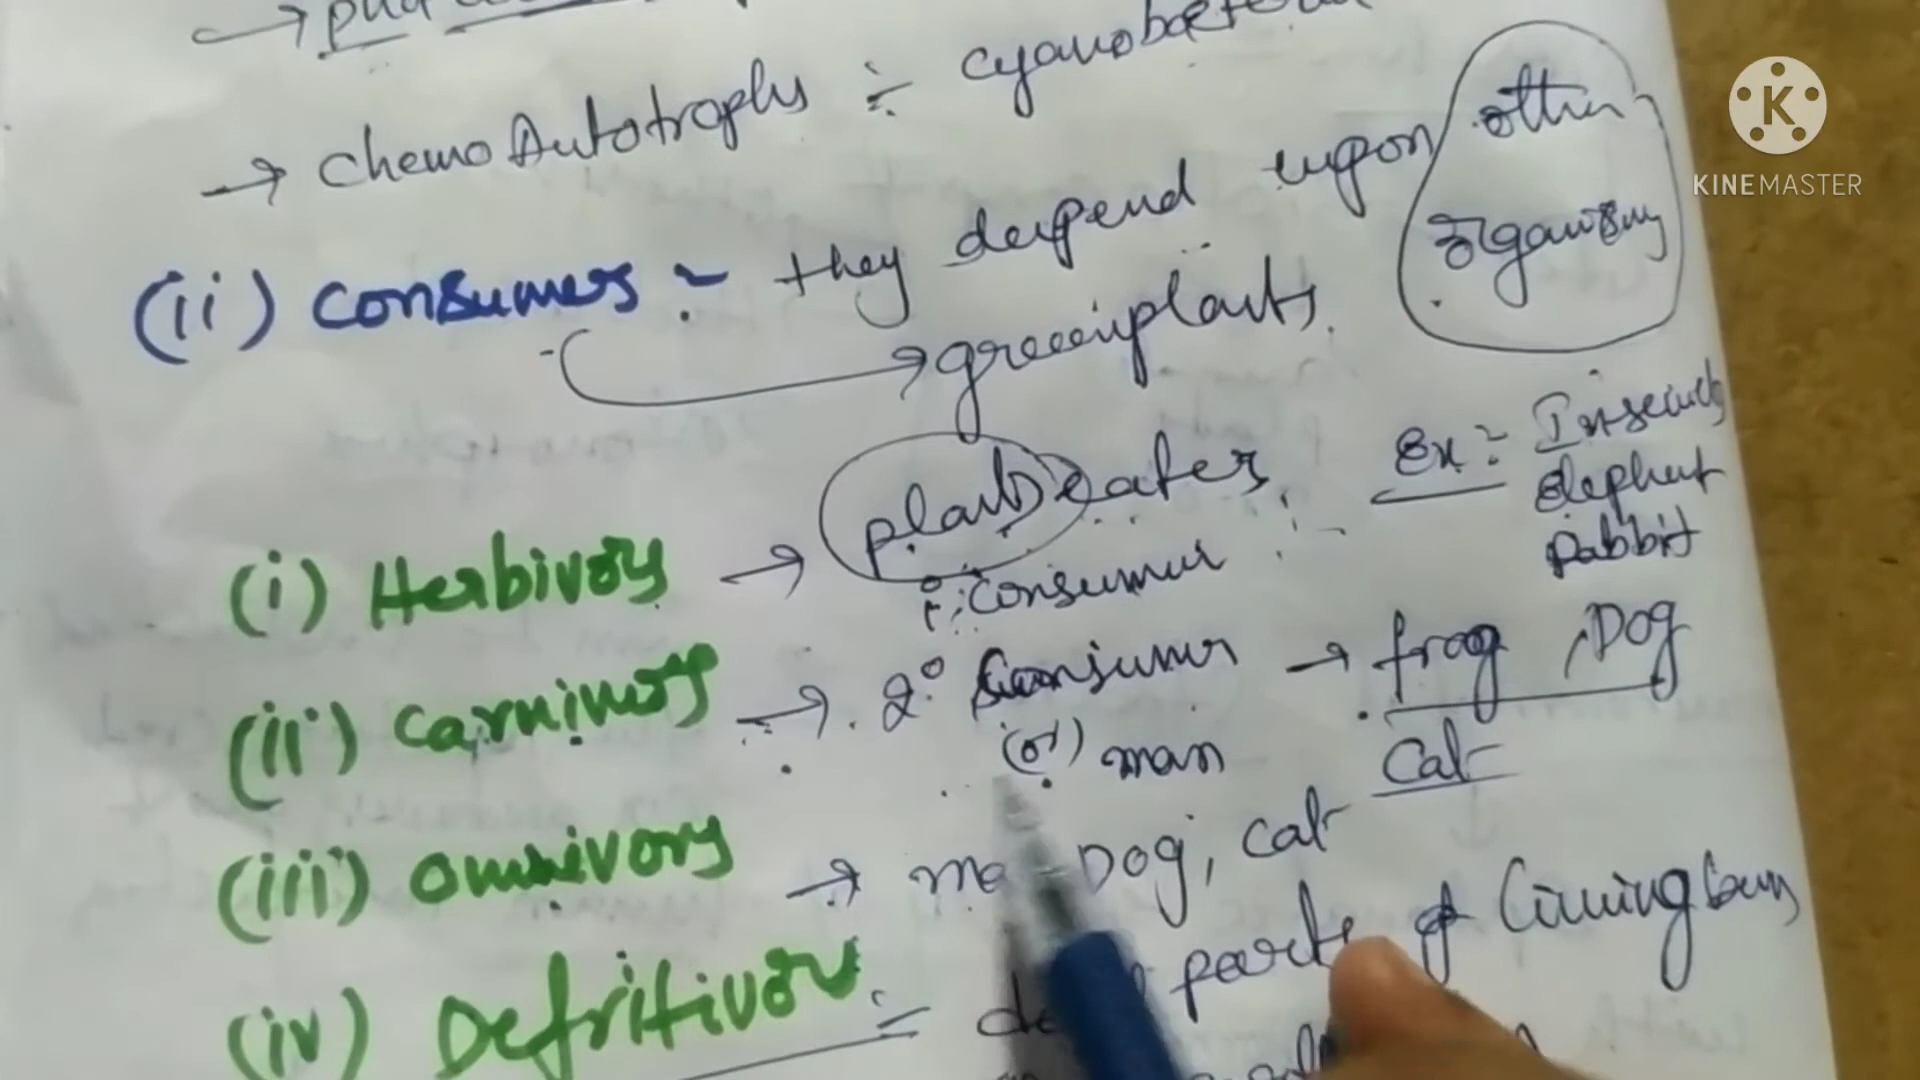 → Chemo Autotrophs ÷ cyanobacteria
(ii) Consumers :- they depend upon other organisms
→ greenplants.
(i) Herbivory → plant eaters. Ex:- Insects
elephant
Rabbit
1° Consumer
(ii) Carnivory → 2° Consumer → frog, Dog
(or) man Cat
(iii) Omnivory → Dog, Cat
(iv) Detritivory = parts of living
K
KINEMASTER